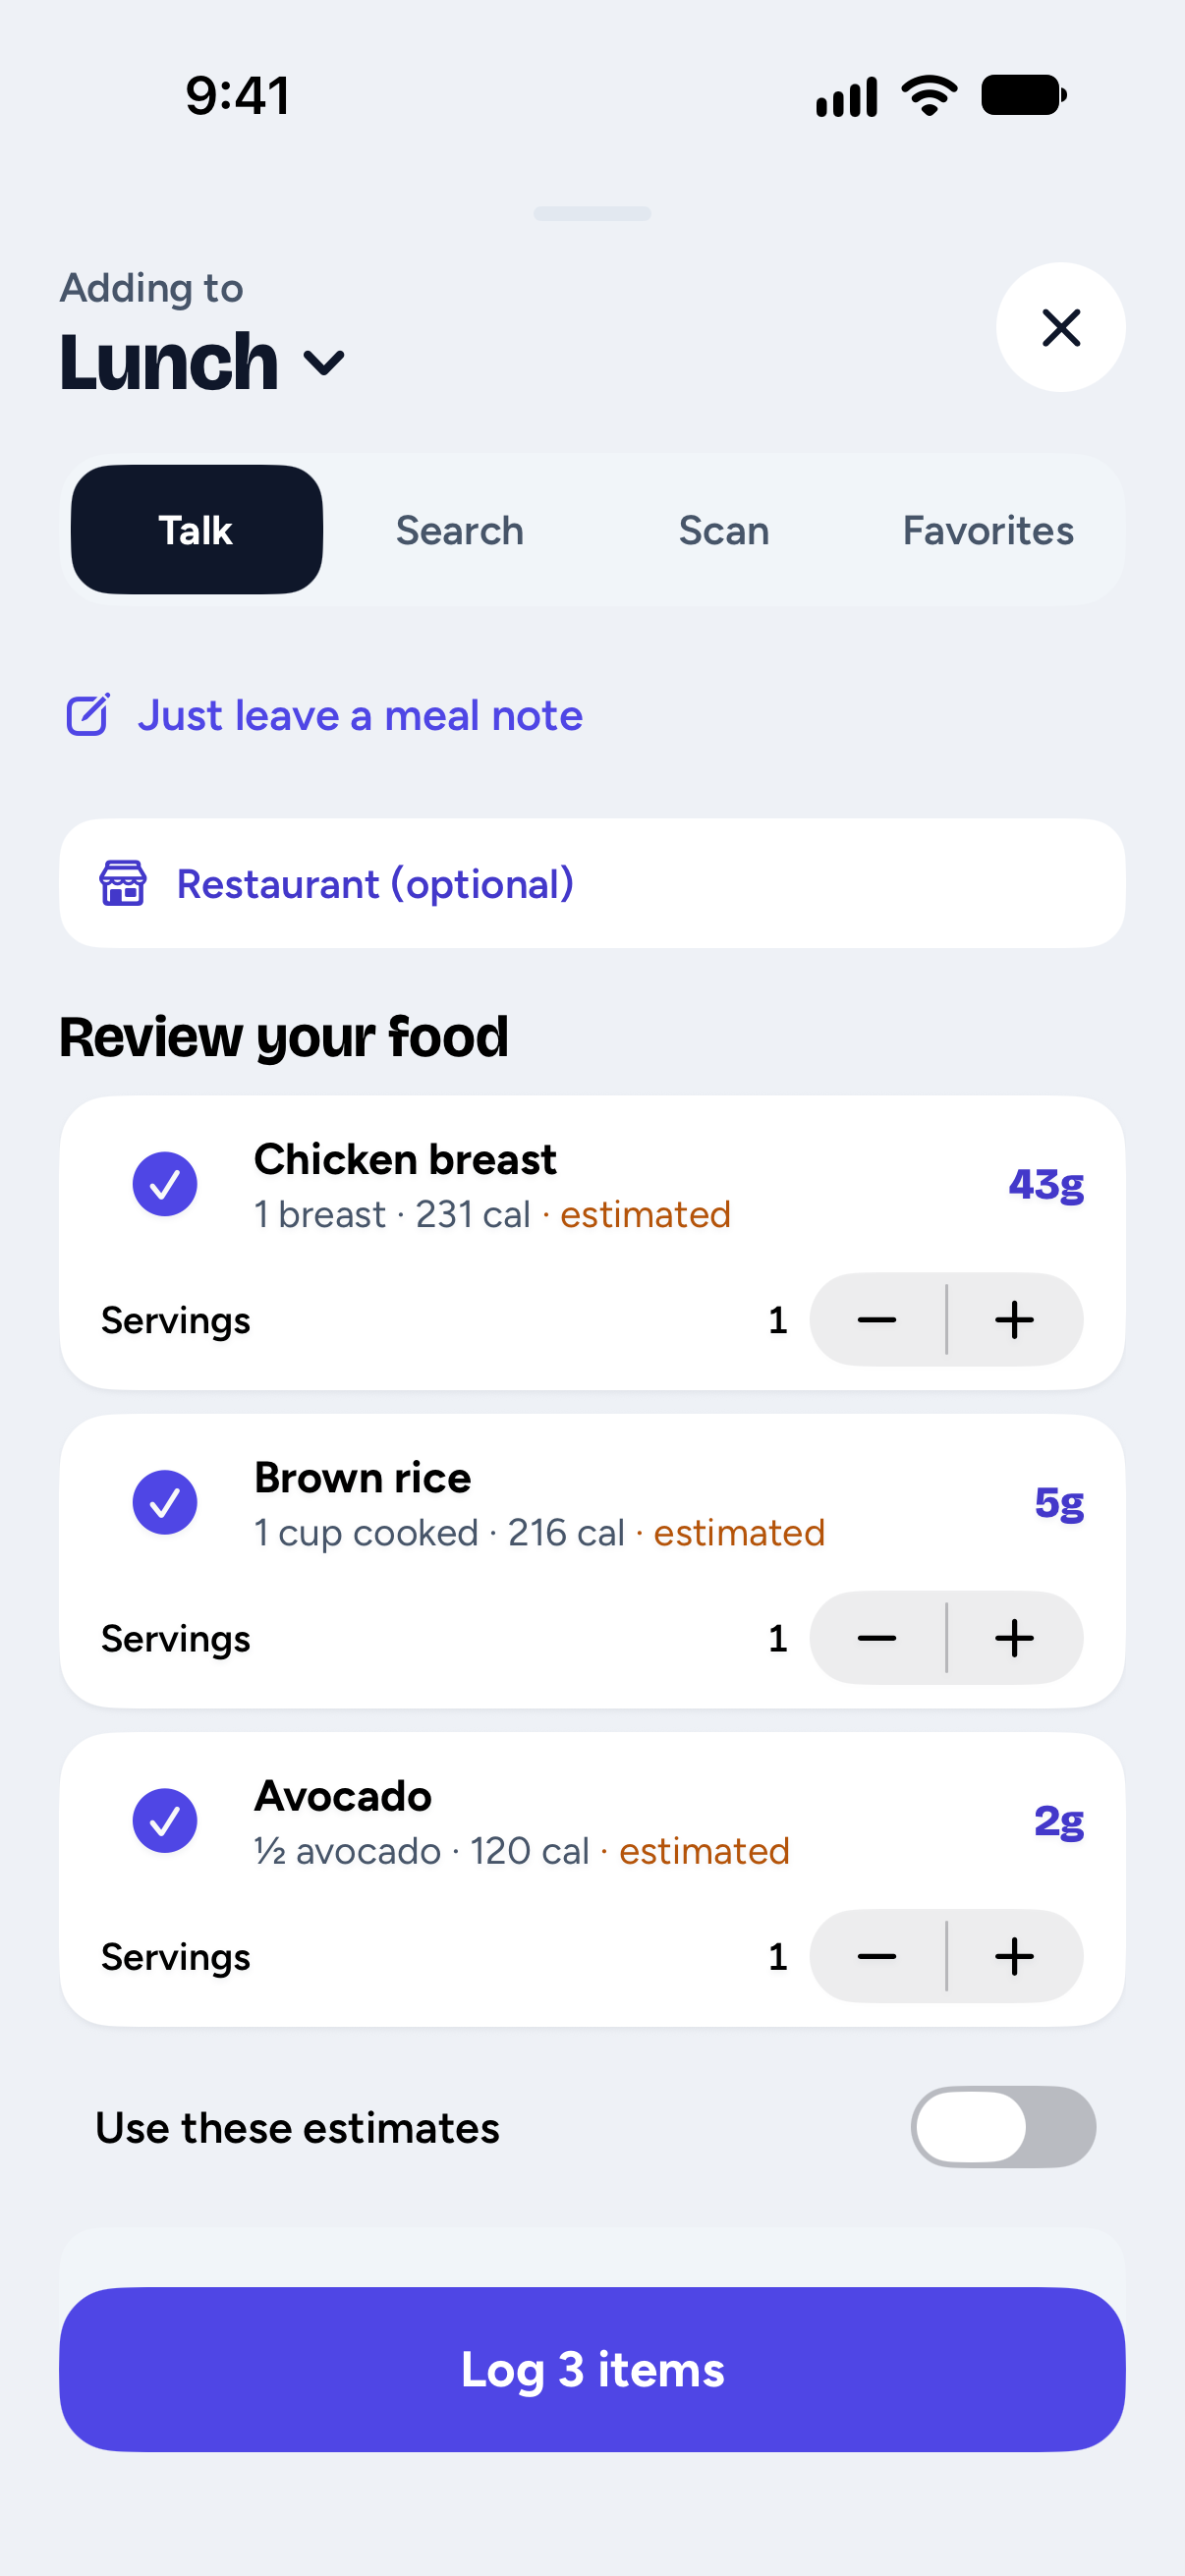 9:41
Adding to
Lunch
Talk Search Scan Favorites
Just leave a meal note
Restaurant (optional)
Review your food
Chicken breast
1 breast · 231 cal · estimated
43g
Servings 1
Brown rice
1 cup cooked · 216 cal · estimated
5g
Servings 1
Avocado
½ avocado · 120 cal · estimated
2g
Servings 1
Use these estimates
Log 3 items